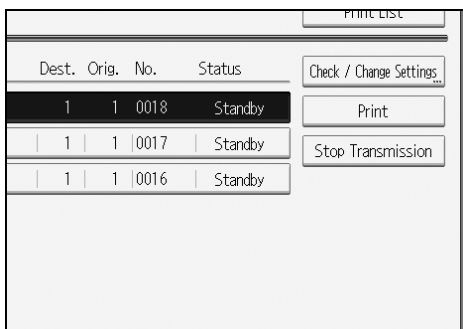 Print List
Dest. Orig. No. Status
Check / Change Settings
1 1 0018 Standby
Print
1 1 0017 Standby
Stop Transmission
1 1 0016 Standby